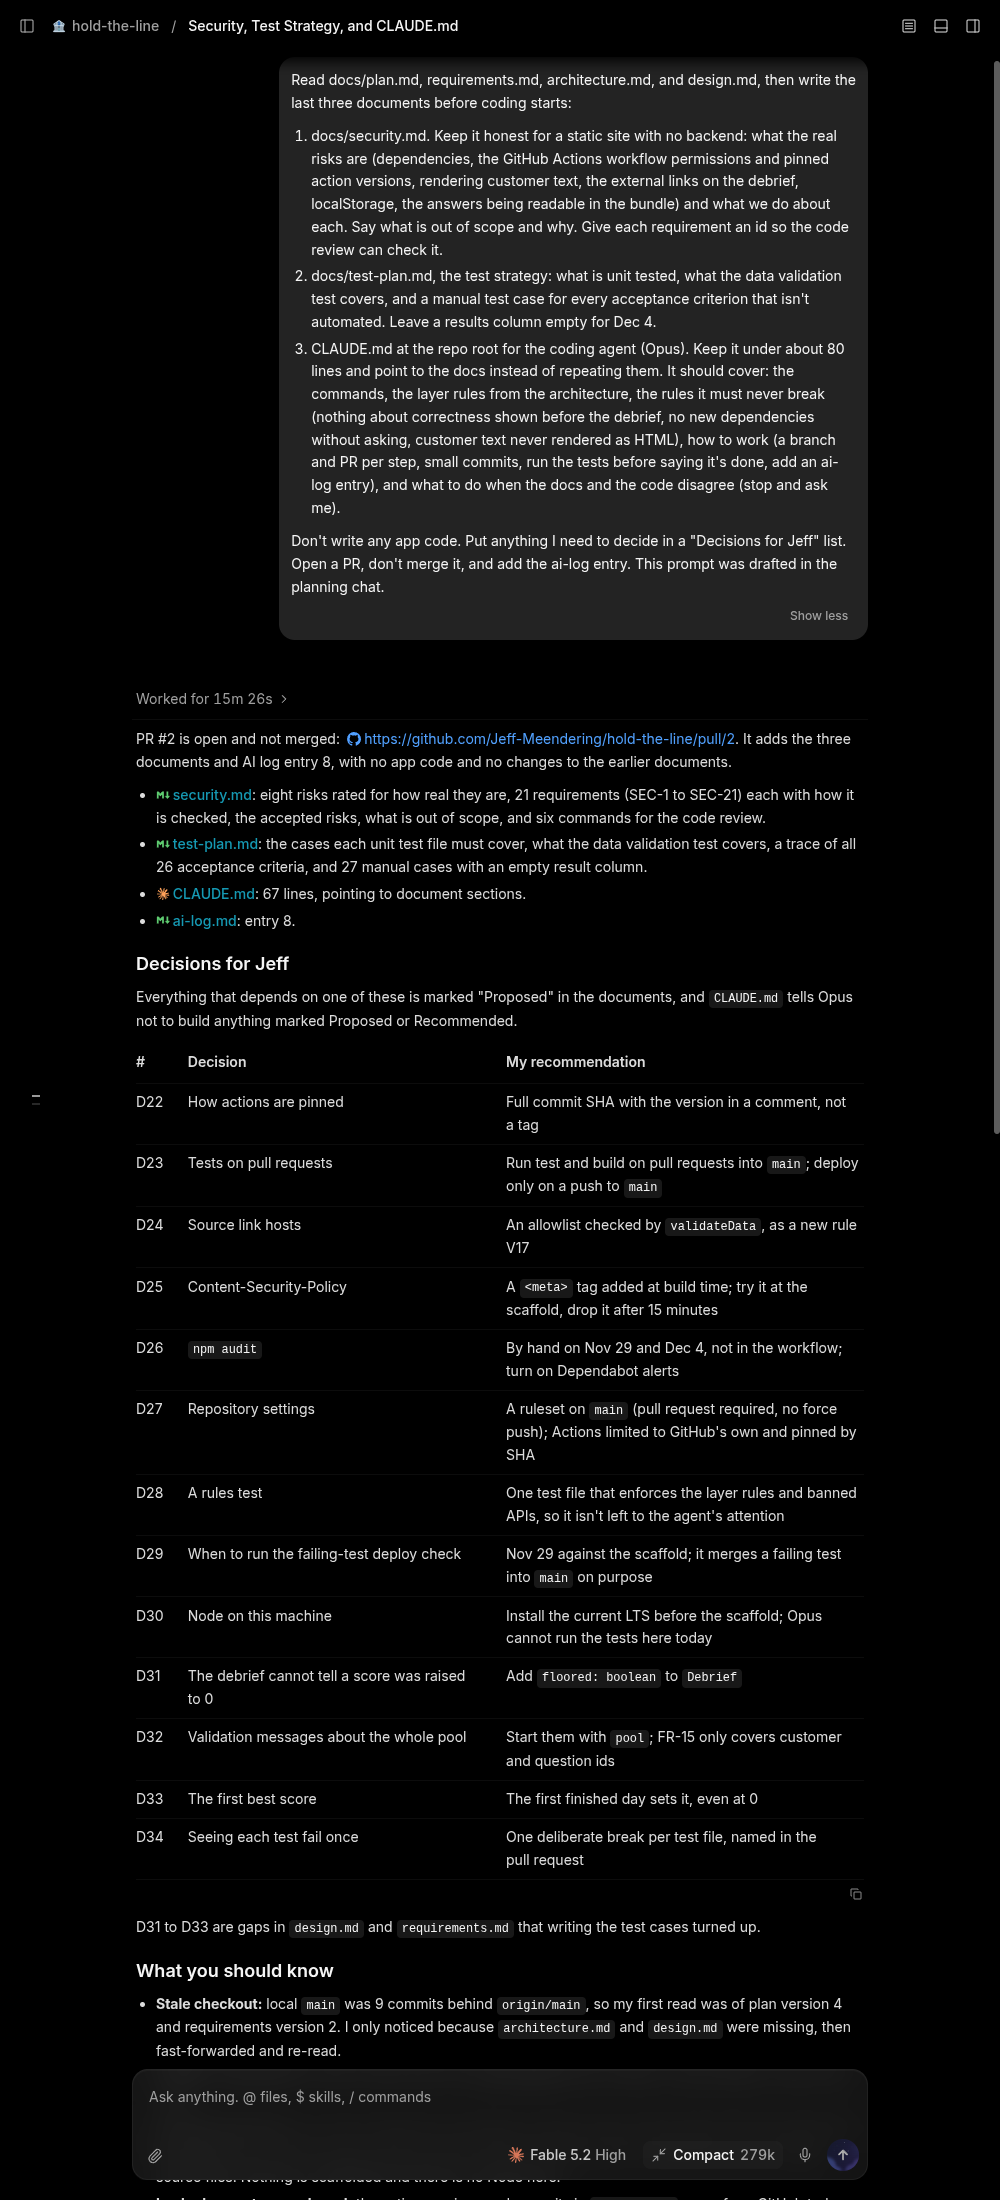 hold-the-line / Security, Test Strategy, and CLAUDE.md
Read docs/plan.md, requirements.md, architecture.md, and design.md, then write the
last three documents before coding starts:
1. docs/security.md. Keep it honest for a static site with no backend: what the real
risks are (dependencies, the GitHub Actions workflow permissions and pinned
action versions, rendering customer text, the external links on the debrief,
localStorage, the answers being readable in the bundle) and what we do about
each. Say what is out of scope and why. Give each requirement an id so the code
review can check it.
2. docs/test-plan.md, the test strategy: what is unit tested, what the data validation
test covers, and a manual test case for every acceptance criterion that isn't
automated. Leave a results column empty for Dec 4.
3. CLAUDE.md at the repo root for the coding agent (Opus). Keep it under about 80
lines and point to the docs instead of repeating them. It should cover: the
commands, the layer rules from the architecture, the rules it must never break
(nothing about correctness shown before the debrief, no new dependencies
without asking, customer text never rendered as HTML), how to work (a branch
and PR per step, small commits, run the tests before saying it's done, add an ai-
log entry), and what to do when the docs and the code disagree (stop and ask
me).
Don't write any app code. Put anything I need to decide in a "Decisions for Jeff" list.
Open a PR, don't merge it, and add the ai-log entry. This prompt was drafted in the
planning chat.
Show less
Worked for 15m 26s
PR #2 is open and not merged: https://github.com/Jeff-Meendering/hold-the-line/pull/2. It adds the three
documents and AI log entry 8, with no app code and no changes to the earlier documents.
• security.md: eight risks rated for how real they are, 21 requirements (SEC-1 to SEC-21) each with how it
is checked, the accepted risks, what is out of scope, and six commands for the code review.
• test-plan.md: the cases each unit test file must cover, what the data validation test covers, a trace of all
26 acceptance criteria, and 27 manual cases with an empty result column.
• CLAUDE.md: 67 lines, pointing to document sections.
• ai-log.md: entry 8.
Decisions for Jeff
Everything that depends on one of these is marked "Proposed" in the documents, and CLAUDE.md tells Opus
not to build anything marked Proposed or Recommended.
# Decision My recommendation
D22 How actions are pinned Full commit SHA with the version in a comment, not
a tag
D23 Tests on pull requests Run test and build on pull requests into main; deploy
only on a push to main
D24 Source link hosts An allowlist checked by validateData, as a new rule
V17
D25 Content-Security-Policy A <meta> tag added at build time; try it at the
scaffold, drop it after 15 minutes
D26 npm audit By hand on Nov 29 and Dec 4, not in the workflow;
turn on Dependabot alerts
D27 Repository settings A ruleset on main (pull request required, no force
push); Actions limited to GitHub's own and pinned by
SHA
D28 A rules test One test file that enforces the layer rules and banned
APIs, so it isn't left to the agent's attention
D29 When to run the failing-test deploy check Nov 29 against the scaffold; it merges a failing test
into main on purpose
D30 Node on this machine Install the current LTS before the scaffold; Opus
cannot run the tests here today
D31 The debrief cannot tell a score was raised Add floored: boolean to Debrief
to 0
D32 Validation messages about the whole pool Start them with pool; FR-15 only covers customer
and question ids
D33 The first best score The first finished day sets it, even at 0
D34 Seeing each test fail once One deliberate break per test file, named in the
pull request
D31 to D33 are gaps in design.md and requirements.md that writing the test cases turned up.
What you should know
• Stale checkout: local main was 9 commits behind origin/main, so my first read was of plan version 4
and requirements version 2. I only noticed because architecture.md and design.md were missing, then
fast-forwarded and re-read.
Ask anything. @ files, $ skills, / commands
Fable 5.2 High Compact 279k